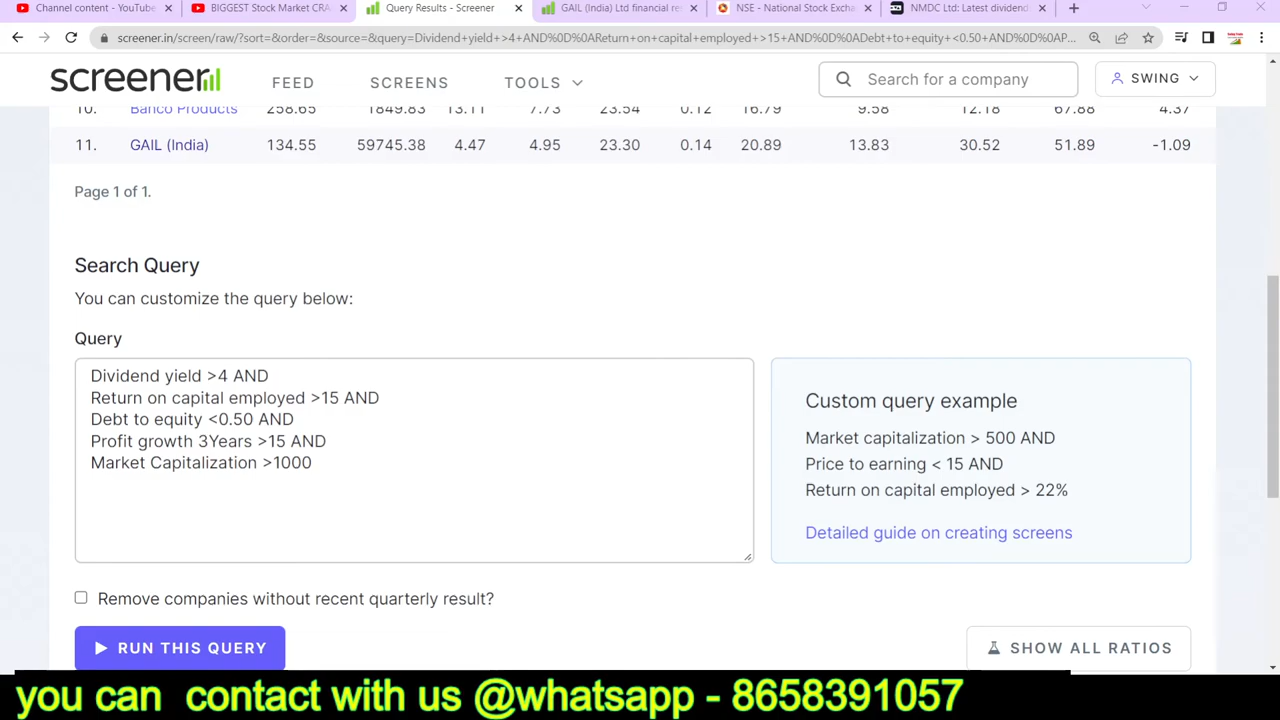 Channel content - YouTube
BIGGEST Stock Market CRA
Query Results - Screener
GAIL (India) Ltd financial res
NSE - National Stock Excha
NMDC Ltd: Latest dividend
screener.in/screen/raw/?sort=&order=&source=&query=Dividend+yield+>4+AND%0D%0AReturn+on+capital+employed+>15+AND%0D%0ADebt+to+equity+<0.50+AND%0D%0AP...
screener
FEED
SCREENS
TOOLS
Search for a company
SWING
10. Banco Products 258.65 1849.83 13.11 7.73 23.54 0.12 16.79 9.58 12.18 67.88 4.37
11. GAIL (India) 134.55 59745.38 4.47 4.95 23.30 0.14 20.89 13.83 30.52 51.89 -1.09
Page 1 of 1.
Search Query
You can customize the query below:
Query
Dividend yield >4 AND
Return on capital employed >15 AND
Debt to equity <0.50 AND
Profit growth 3Years >15 AND
Market Capitalization >1000
Custom query example
Market capitalization > 500 AND
Price to earning < 15 AND
Return on capital employed > 22%
Detailed guide on creating screens
Remove companies without recent quarterly result?
RUN THIS QUERY
SHOW ALL RATIOS
you can contact with us @whatsapp - 8658391057